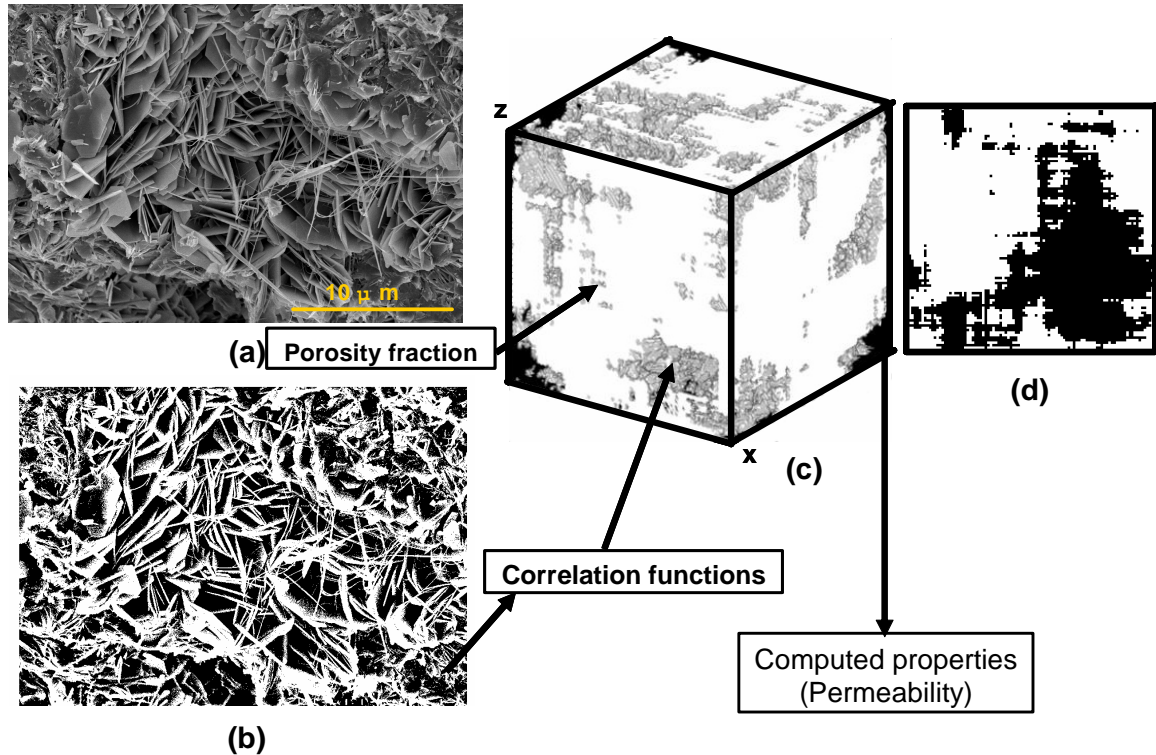 z
10 μ m
(a)
Porosity fraction
(d)
x
(c)
Correlation functions
Computed properties
(Permeability)
(b)